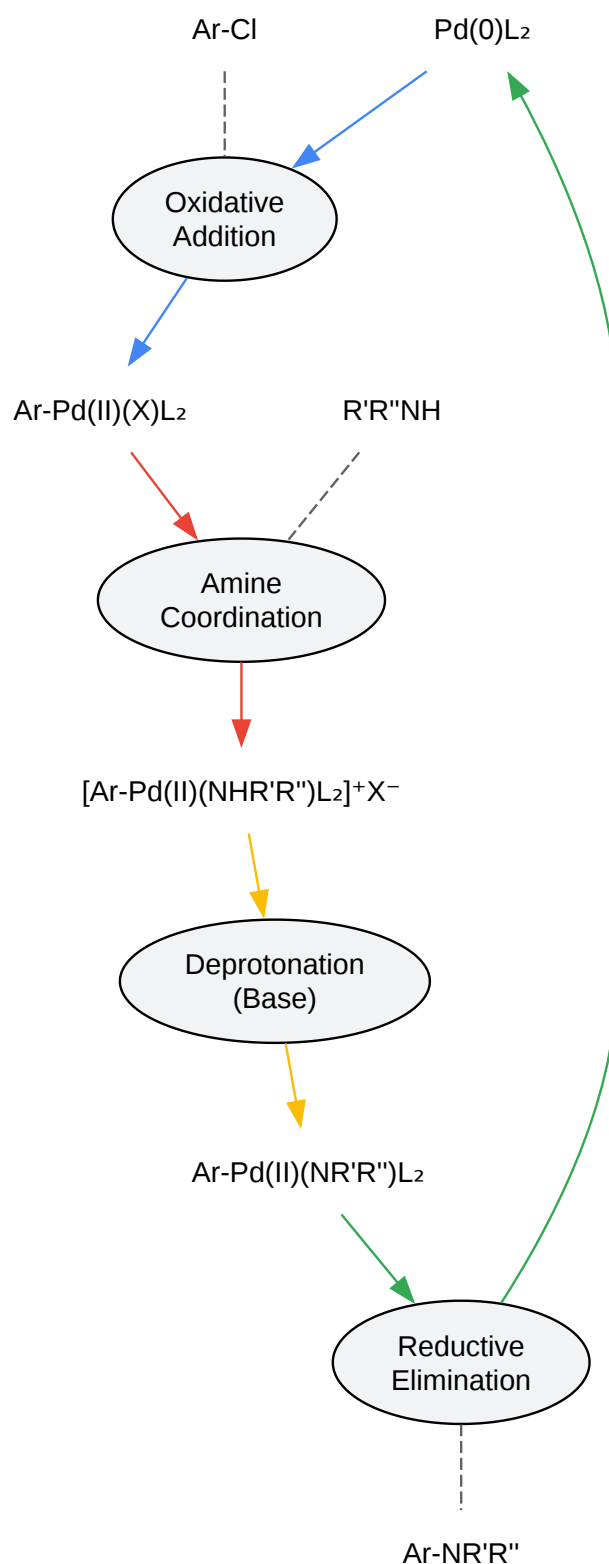 Ar-Cl
Pd(0)L₂
Oxidative
Addition
Ar-Pd(II)(X)L₂
R'R"NH
Amine
Coordination
[Ar-Pd(II)(NHR'R")L₂]⁺X⁻
Deprotonation
(Base)
Ar-Pd(II)(NR'R")L₂
Reductive
Elimination
Ar-NR'R"